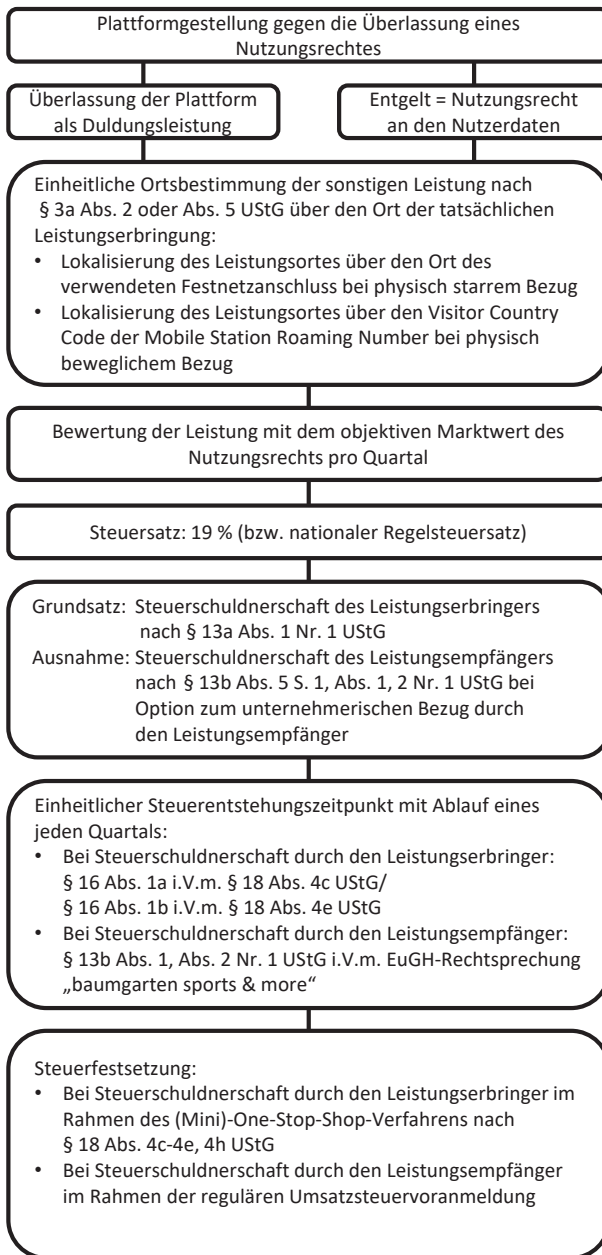 Plattformgestellung gegen die Überlassung eines
Nutzungsrechtes
Überlassung der Plattform
als Duldungsleistung
Entgelt = Nutzungsrecht
an den Nutzerdaten
Einheitliche Ortsbestimmung der sonstigen Leistung nach
§ 3a Abs. 2 oder Abs. 5 UStG über den Ort der tatsächlichen
Leistungserbringung:
• Lokalisierung des Leistungsortes über den Ort des
verwendeten Festnetzanschluss bei physisch starrem Bezug
• Lokalisierung des Leistungsortes über den Visitor Country
Code der Mobile Station Roaming Number bei physisch
beweglichem Bezug
Bewertung der Leistung mit dem objektiven Marktwert des
Nutzungsrechts pro Quartal
Steuersatz: 19 % (bzw. nationaler Regelsteuersatz)
Grundsatz: Steuerschuldnerschaft des Leistungserbringers
nach § 13a Abs. 1 Nr. 1 UStG
Ausnahme: Steuerschuldnerschaft des Leistungsempfängers
nach § 13b Abs. 5 S. 1, Abs. 1, 2 Nr. 1 UStG bei
Option zum unternehmerischen Bezug durch
den Leistungsempfänger
Einheitlicher Steuerentstehungszeitpunkt mit Ablauf eines
jeden Quartals:
• Bei Steuerschuldnerschaft durch den Leistungserbringer:
§ 16 Abs. 1a i.V.m. § 18 Abs. 4c UStG/
§ 16 Abs. 1b i.V.m. § 18 Abs. 4e UStG
• Bei Steuerschuldnerschaft durch den Leistungsempfänger:
§ 13b Abs. 1, Abs. 2 Nr. 1 UStG i.V.m. EuGH-Rechtsprechung
„baumgarten sports & more“
Steuerfestsetzung:
• Bei Steuerschuldnerschaft durch den Leistungserbringer im
Rahmen des (Mini)-One-Stop-Shop-Verfahrens nach
§ 18 Abs. 4c-4e, 4h UStG
• Bei Steuerschuldnerschaft durch den Leistungsempfänger
im Rahmen der regulären Umsatzsteuervoranmeldung